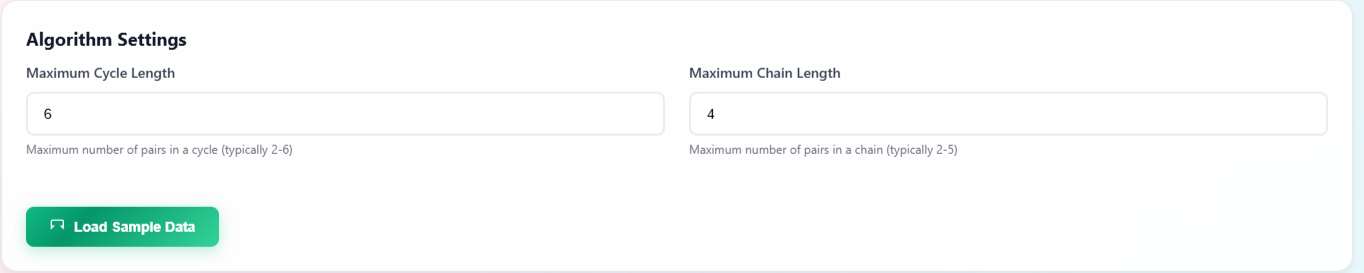 Algorithm Settings
Maximum Cycle Length
6
Maximum number of pairs in a cycle (typically 2-6)
Maximum Chain Length
4
Maximum number of pairs in a chain (typically 2-5)
Load Sample Data